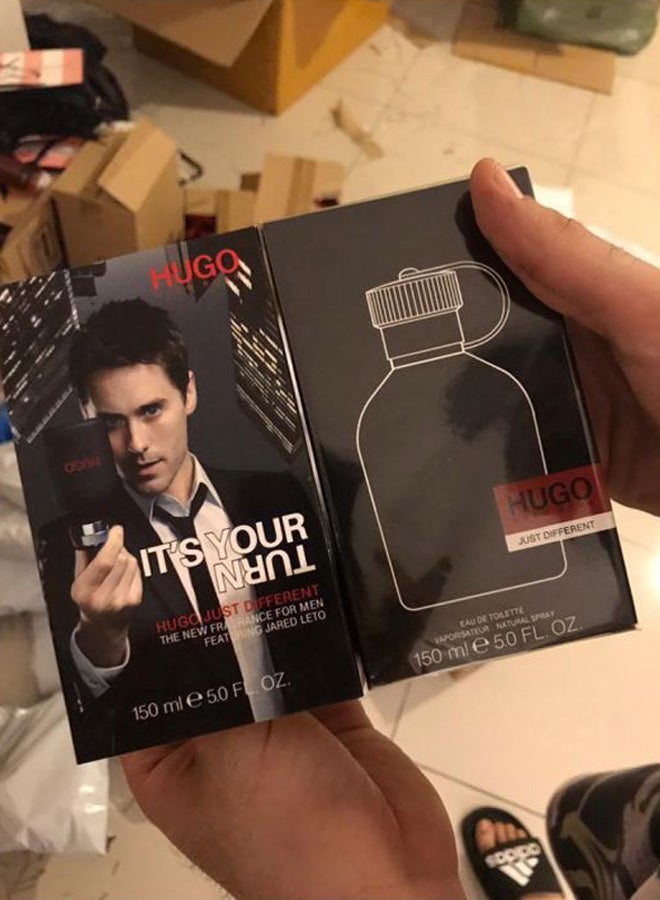 HUGO
OGUH
IT'S YOUR
TURN
HUGO JUST DIFFERENT
THE NEW FRAGRANCE FOR MEN
FEATURING JARED LETO
150 ml e 5.0 FL. OZ.
HUGO
JUST DIFFERENT
EAU DE TOILETTE
VAPORISATEUR NATURAL SPRAY
150 ml e 5.0 FL. OZ.
adidas